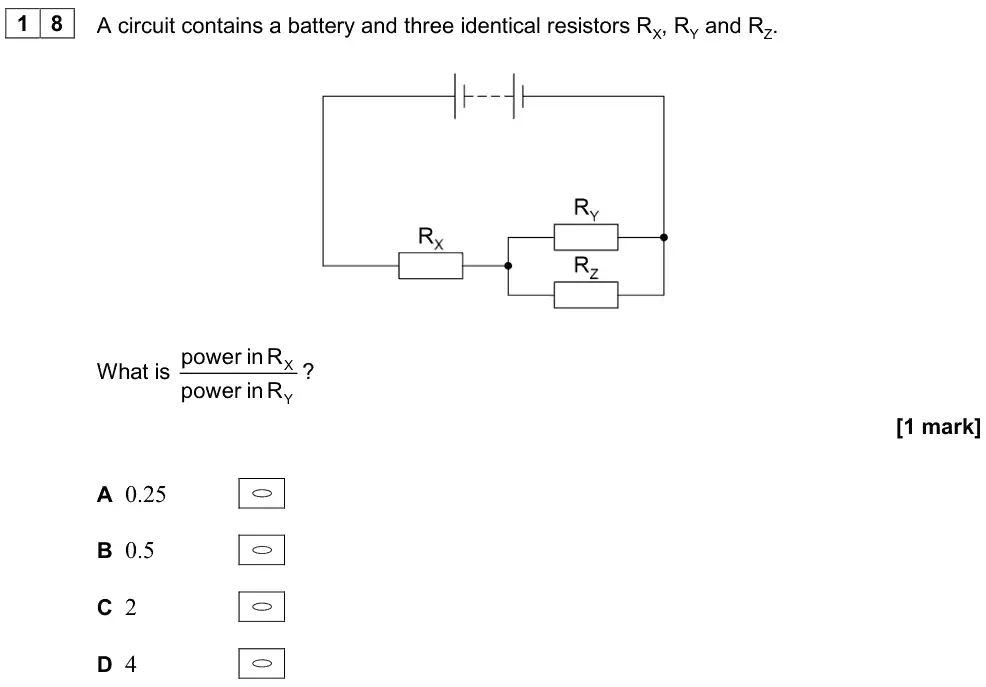 1 8 A circuit contains a battery and three identical resistors RX, RY and RZ.
RY
RX
RZ
What is power in RX / power in RY ?
[1 mark]
A 0.25
B 0.5
C 2
D 4